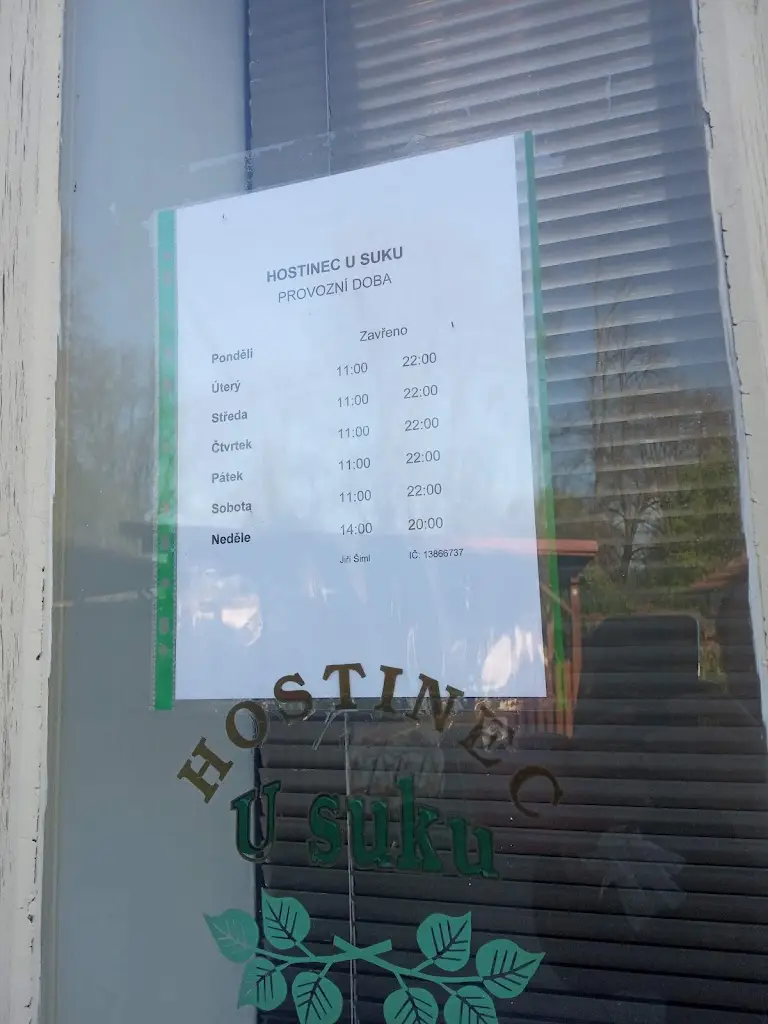 HOSTINEC U SUKU
PROVOZNÍ DOBA
Pondělí Zavřeno
Úterý 11:00 22:00
Středa 11:00 22:00
Čtvrtek 11:00 22:00
Pátek 11:00 22:00
Sobota 11:00 22:00
Neděle 14:00 20:00
Jiří Šiml IČ: 13866737
HOSTINEC
U suku